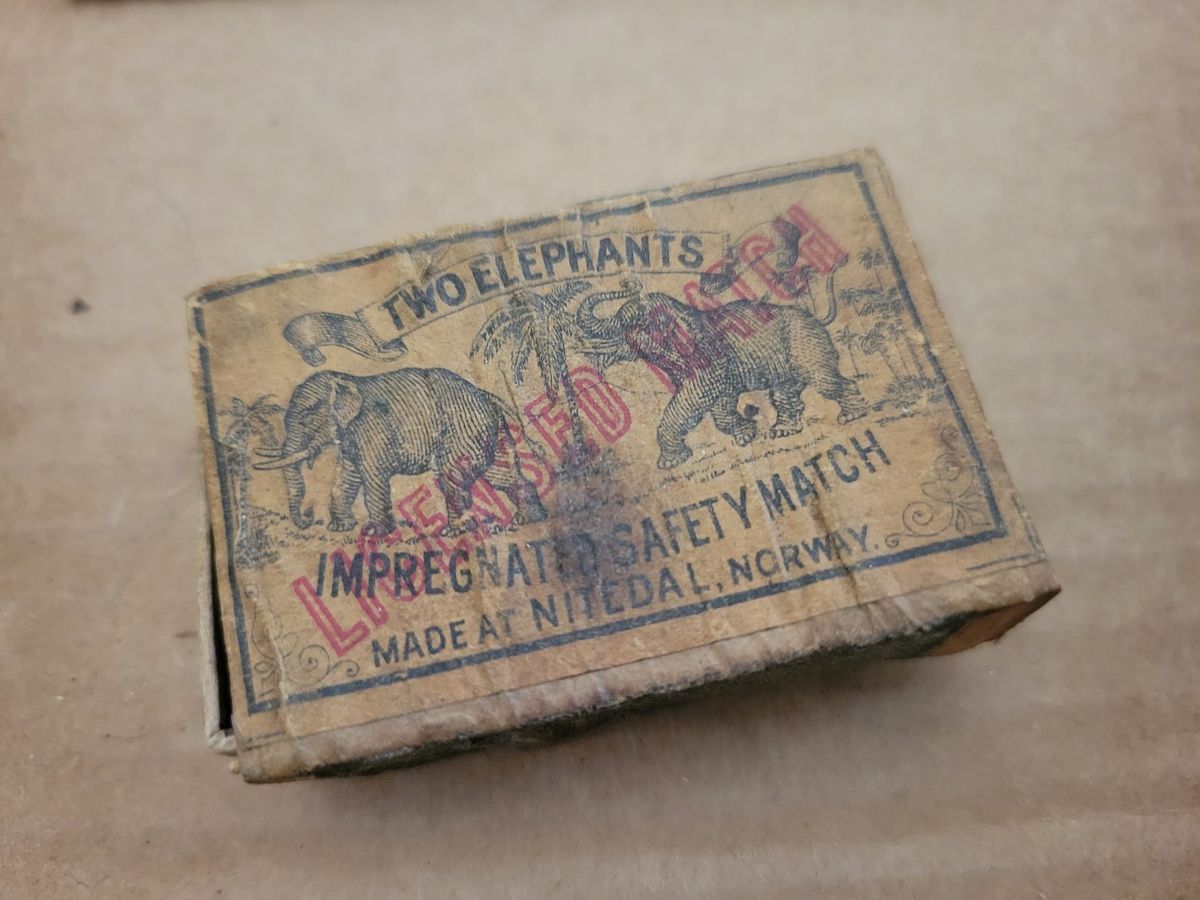 TWO ELEPHANTS
LICENSED MATCH
IMPREGNATED SAFETY MATCH
MADE AT NITEDAL, NORWAY.